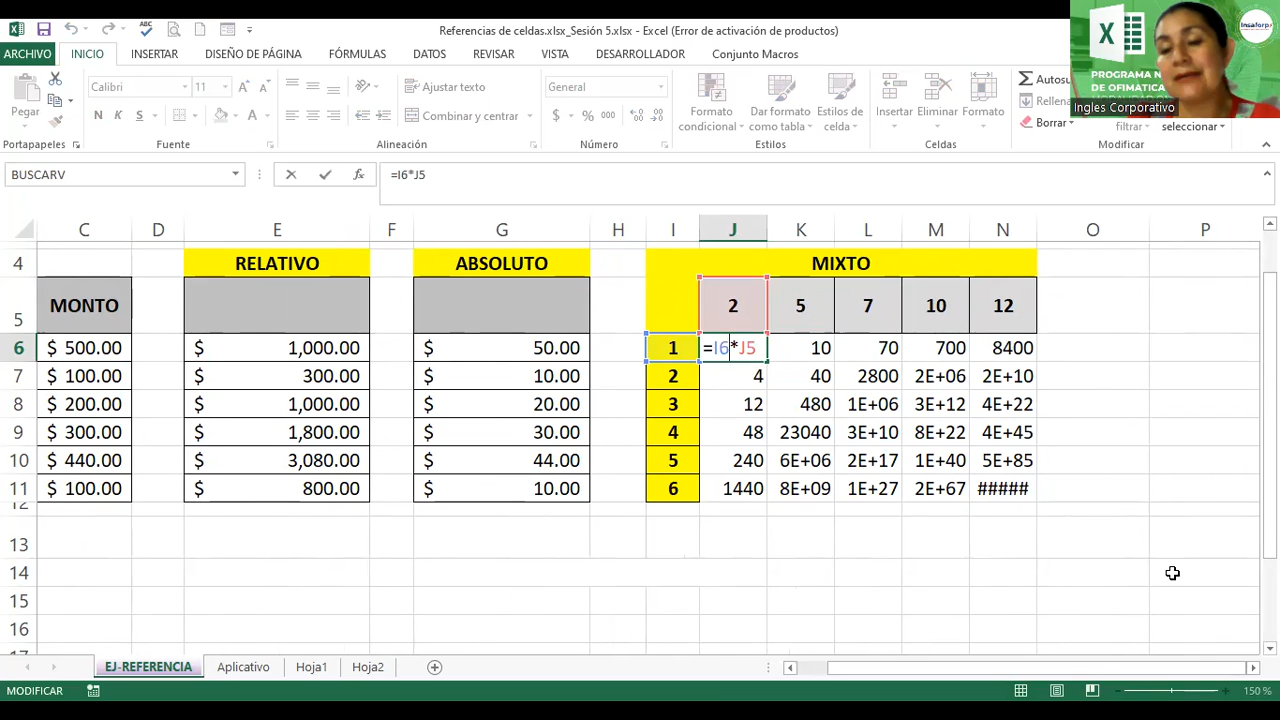 Referencias de celdas.xlsx_Sesión 5.xlsx - Excel (Error de activación de productos)
ARCHIVO INICIO INSERTAR DISEÑO DE PÁGINA FÓRMULAS DATOS REVISAR VISTA DESARROLLADOR Conjunto Macros
PROGRAMA N
DE OFIMATICA
Ingles Corporativo
Insaforp
Pegar
Calibri 11
N K S
Ajustar texto
Combinar y centrar
General
$ % 000
Condicional formato
Formato condicional
Dar formato como tabla
Estilos de celda
Insertar Eliminar Formato
Autosu
Rellena
Borrar
filtrar
seleccionar
Portapapeles Fuente Alineación Número Estilos Celdas Modificar
BUSCARV =I6*J5
C D E F G H I J K L M N O P
4 RELATIVO ABSOLUTO MIXTO
5 MONTO 2 5 7 10 12
6 $ 500.00 $ 1,000.00 $ 50.00 1 =I6*J5 10 70 700 8400
7 $ 100.00 $ 300.00 $ 10.00 2 4 40 2800 2E+06 2E+10
8 $ 200.00 $ 1,000.00 $ 20.00 3 12 480 1E+06 3E+12 4E+22
9 $ 300.00 $ 1,800.00 $ 30.00 4 48 23040 3E+10 8E+22 4E+45
10 $ 440.00 $ 3,080.00 $ 44.00 5 240 6E+06 2E+17 1E+40 5E+85
11 $ 100.00 $ 800.00 $ 10.00 6 1440 8E+09 1E+27 2E+67 #####
12
13
14
15
16
EJ-REFERENCIA Aplicativo Hoja1 Hoja2
MODIFICAR 150 %